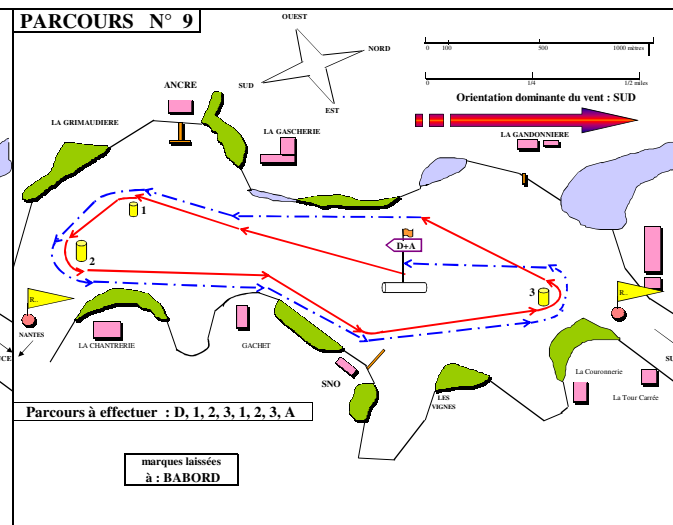 PARCOURS N° 9
OUEST
NORD
SUD
EST
0 100 500 1000 mètres
0 1/4 1/2 miles
Orientation dominante du vent : SUD
ANCRE
LA GRIMAUDIERE
LA GASCHERIE
LA GANDONNIERE
1
D+A
2
3
R..
R..
NANTES
LA CHANTRERIE
GACHET
SNO
LES
VIGNES
La Couronnerie
La Tour Carrée
Parcours à effectuer : D, 1, 2, 3, 1, 2, 3, A
marques laissées
à : BABORD